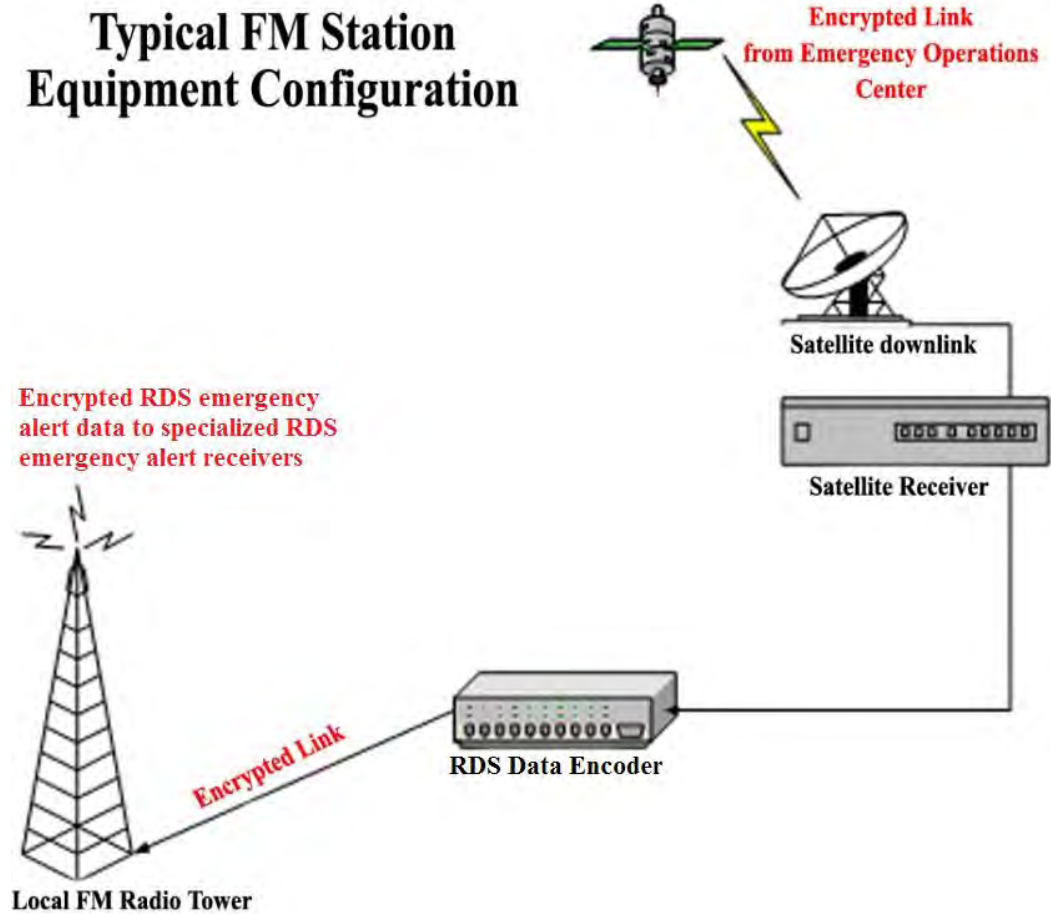 Typical FM Station
Equipment Configuration
Encrypted Link
from Emergency Operations
Center
Satellite downlink
Satellite Receiver
Encrypted RDS emergency
alert data to specialized RDS
emergency alert receivers
Encrypted Link
RDS Data Encoder
Local FM Radio Tower